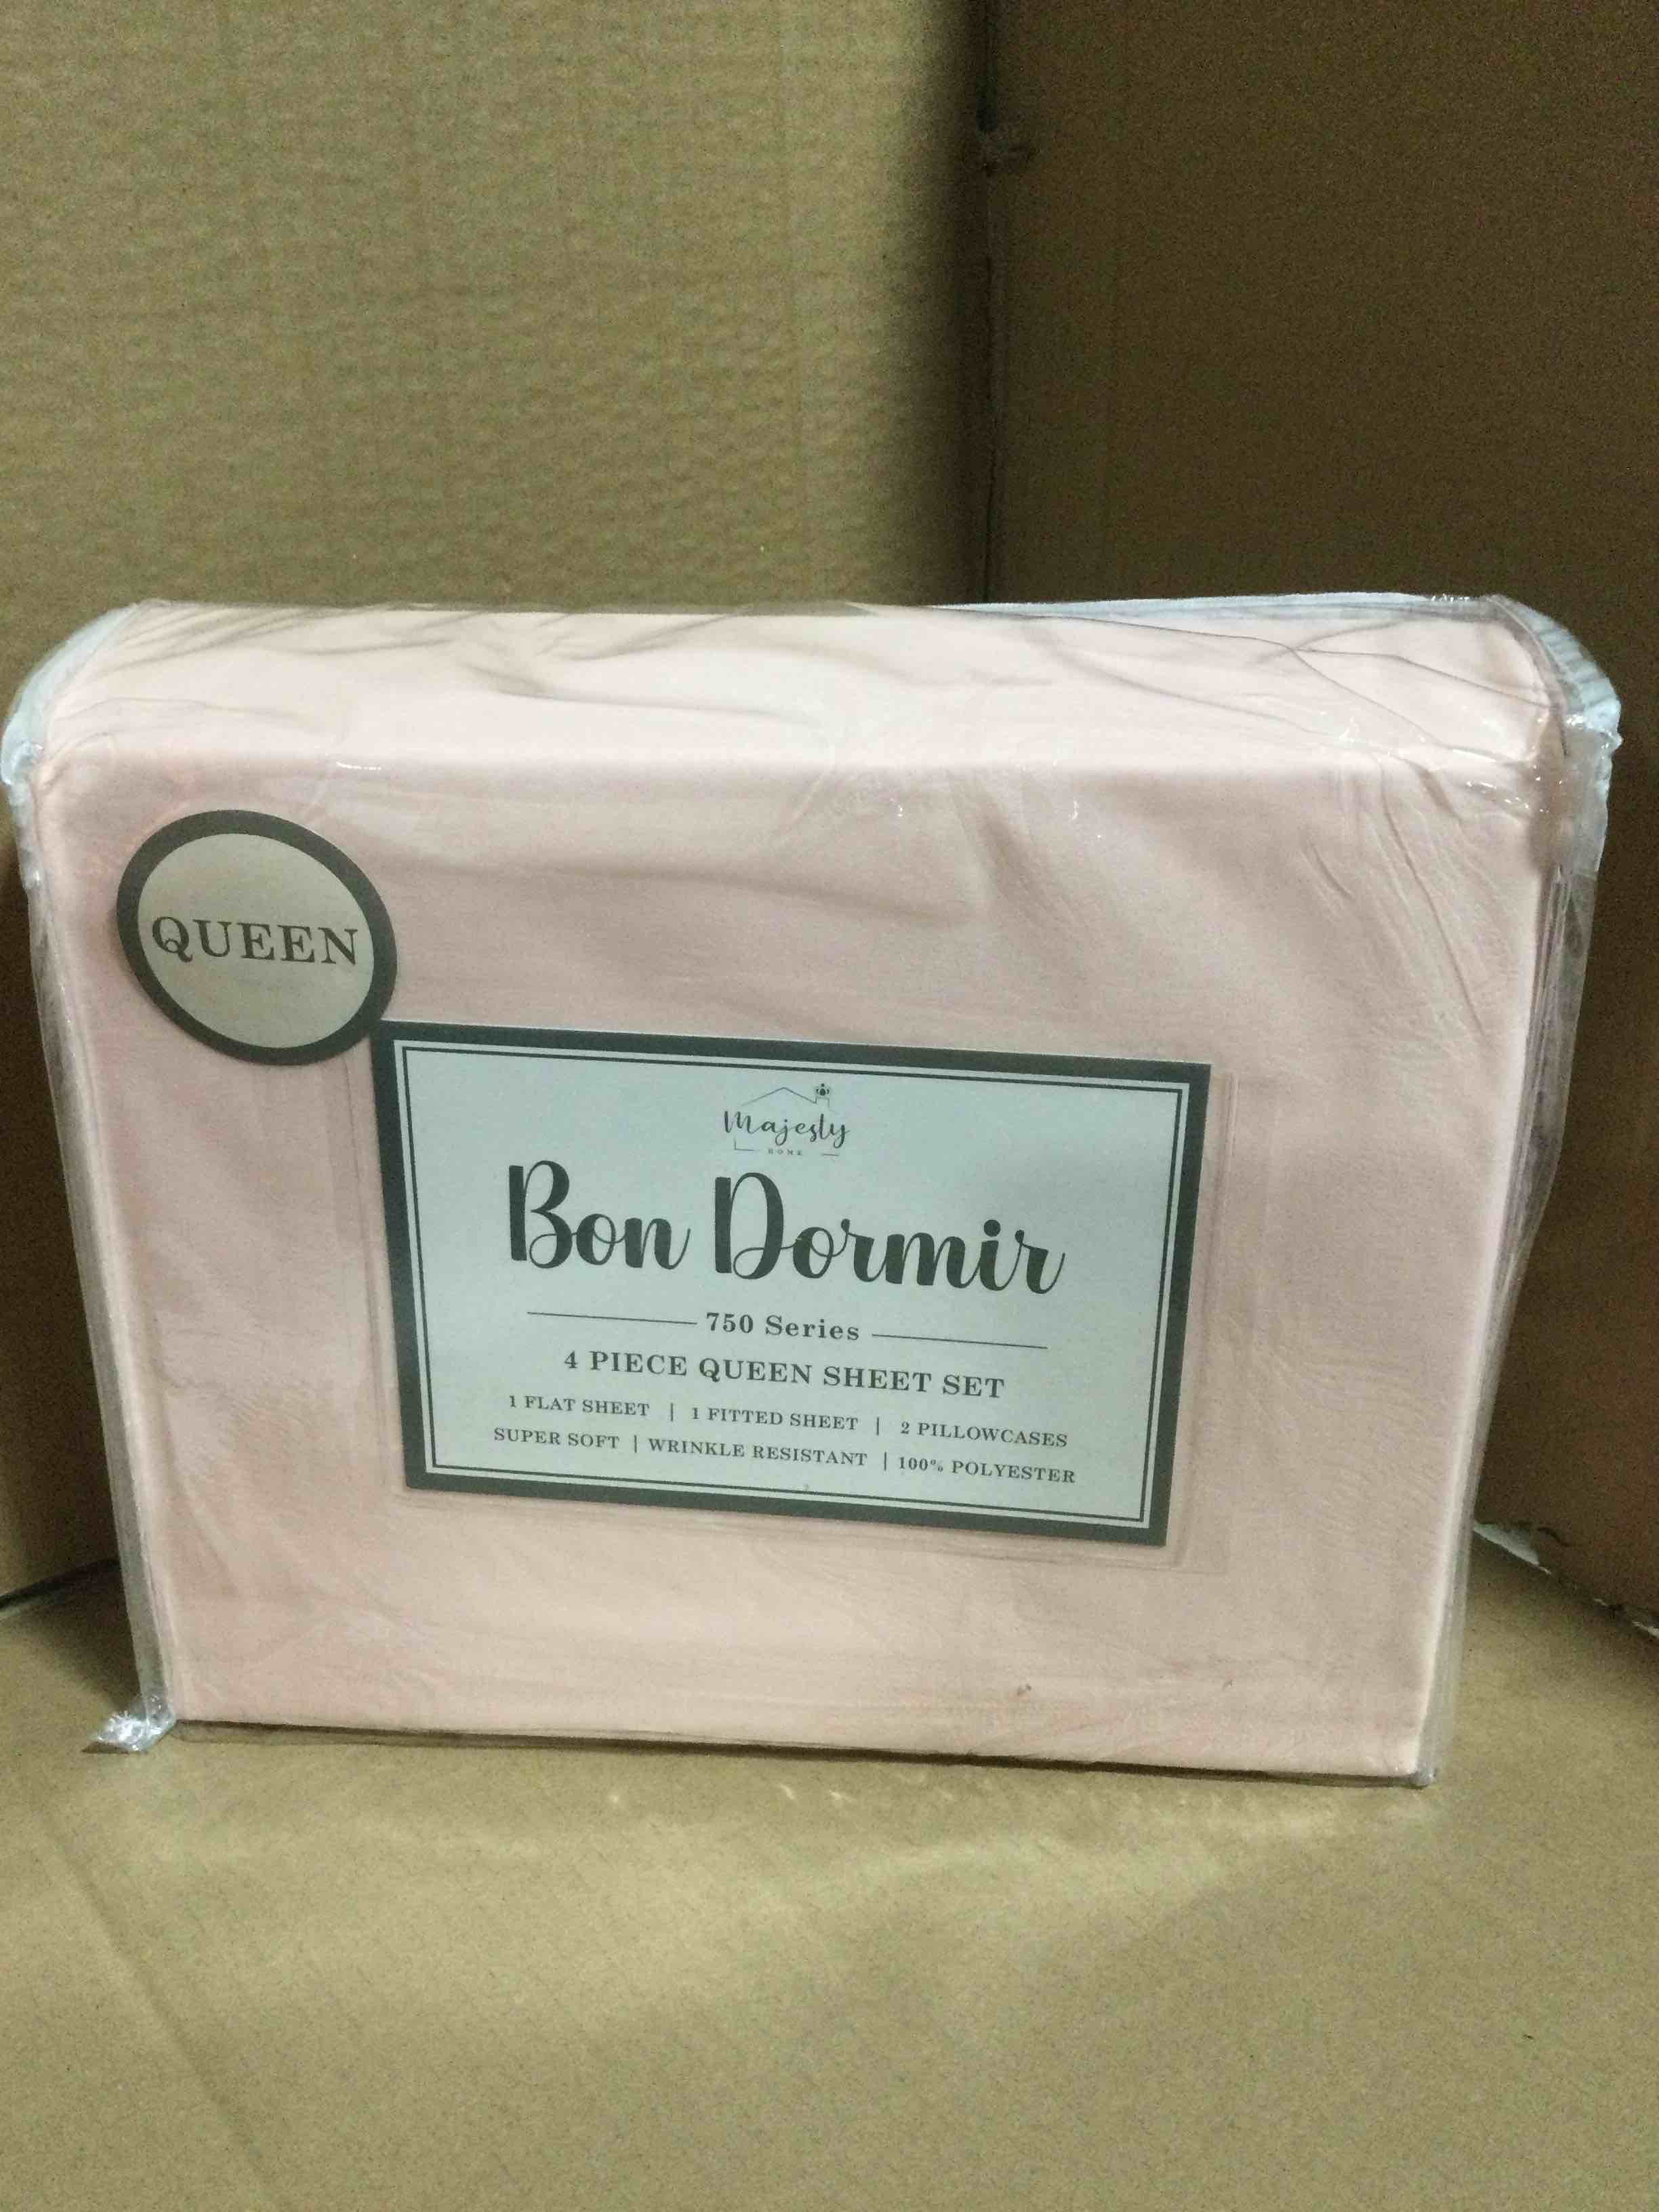 QUEEN
Majesty
HOME
Bon Dormir
750 Series
4 PIECE QUEEN SHEET SET
1 FLAT SHEET | 1 FITTED SHEET | 2 PILLOWCASES
SUPER SOFT | WRINKLE RESISTANT | 100% POLYESTER